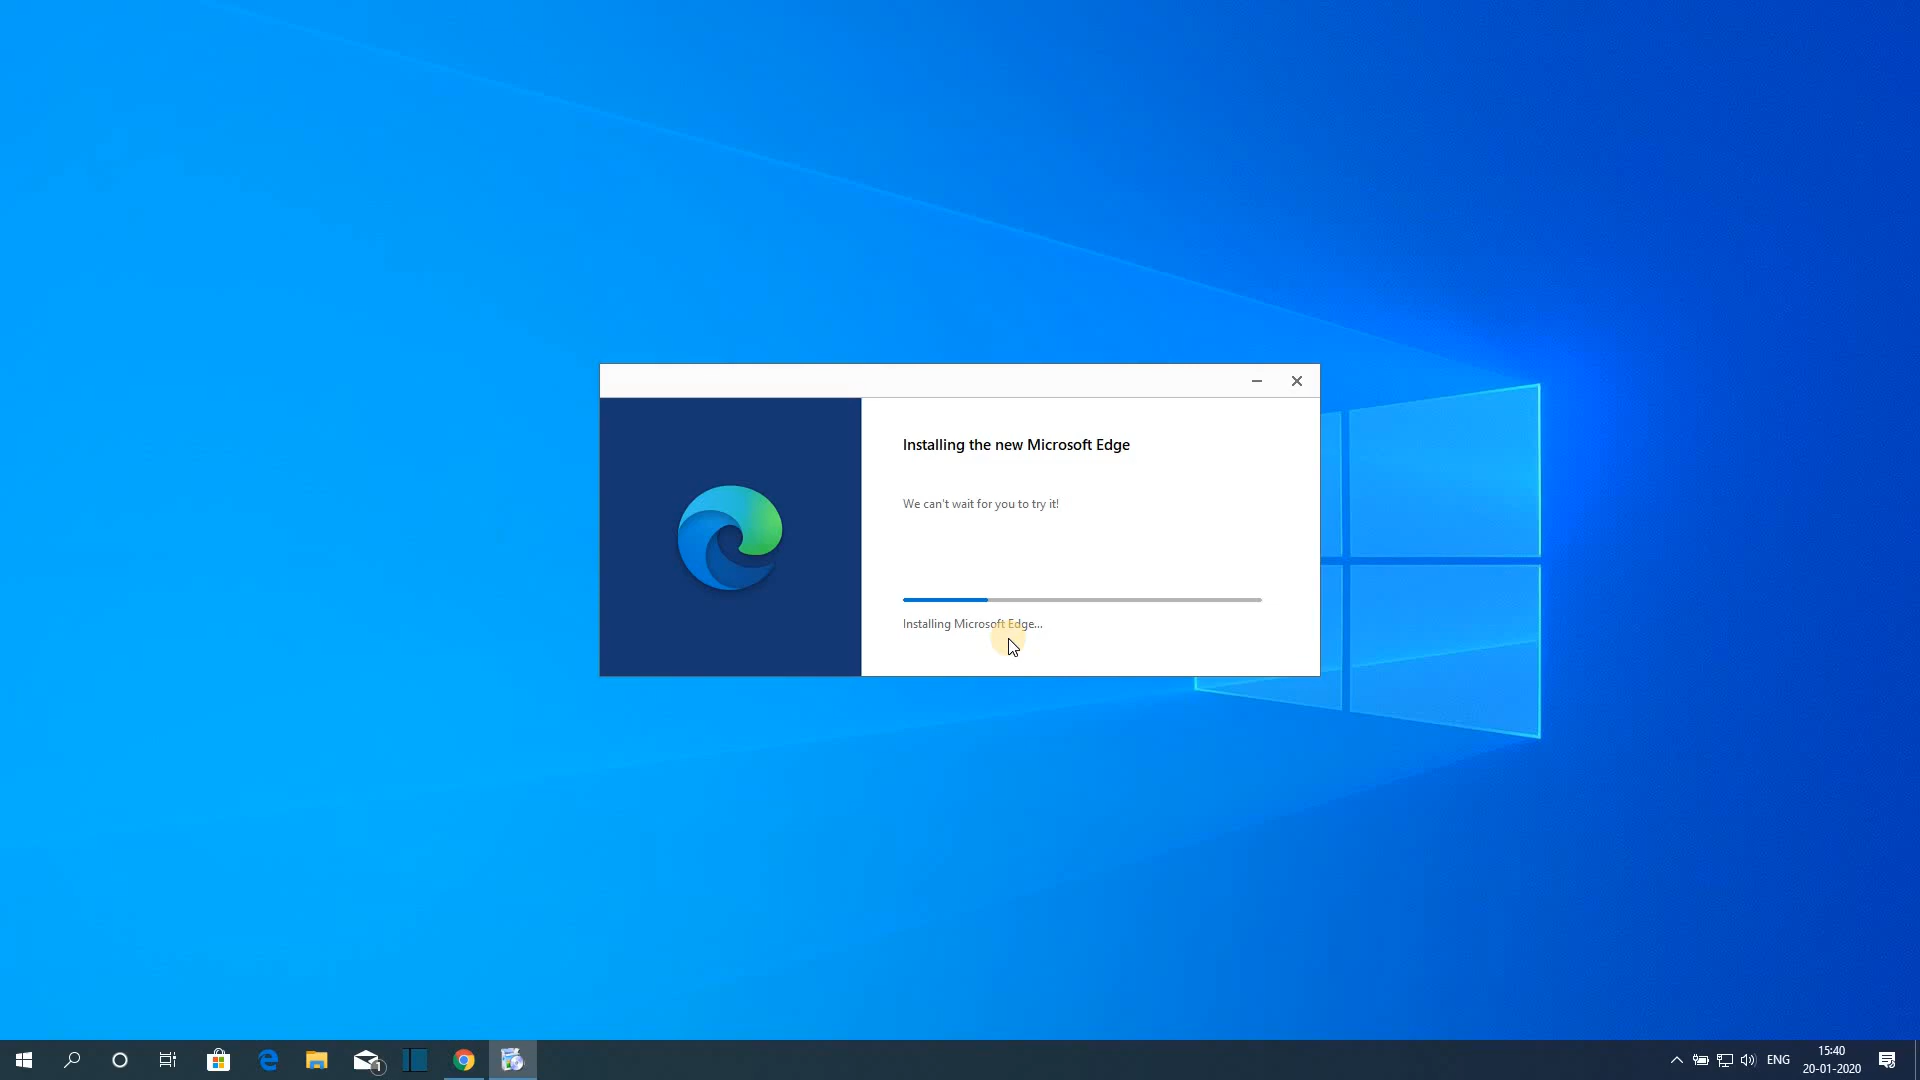 Installing the new Microsoft Edge
We can't wait for you to try it!
Installing Microsoft Edge...
1
ENG
15:40
20-01-2020